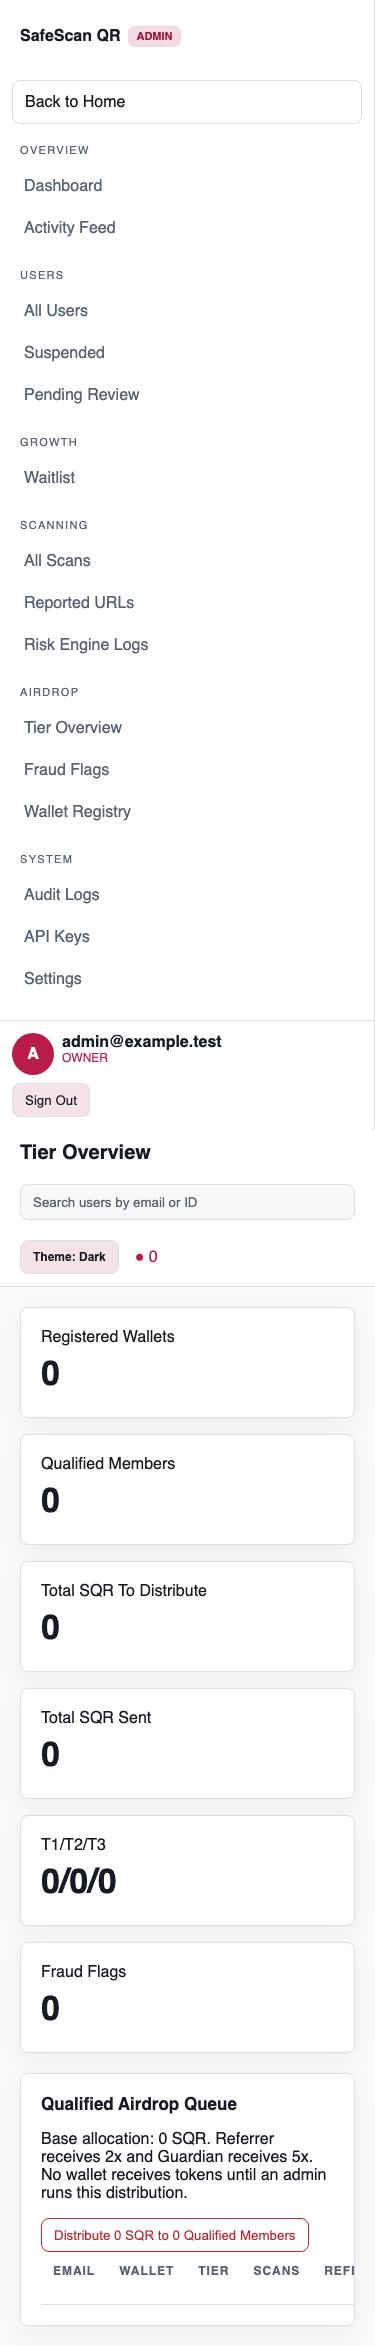 SafeScan QR ADMIN
Back to Home
OVERVIEW
Dashboard
Activity Feed
USERS
All Users
Suspended
Pending Review
GROWTH
Waitlist
SCANNING
All Scans
Reported URLs
Risk Engine Logs
AIRDROP
Tier Overview
Fraud Flags
Wallet Registry
SYSTEM
Audit Logs
API Keys
Settings
A admin@example.test
OWNER
Sign Out
Tier Overview
Search users by email or ID
Theme: Dark ● 0
Registered Wallets
0
Qualified Members
0
Total SQR To Distribute
0
Total SQR Sent
0
T1/T2/T3
0/0/0
Fraud Flags
0
Qualified Airdrop Queue
Base allocation: 0 SQR. Referrer
receives 2x and Guardian receives 5x.
No wallet receives tokens until an admin
runs this distribution.
Distribute 0 SQR to 0 Qualified Members
EMAIL WALLET TIER SCANS